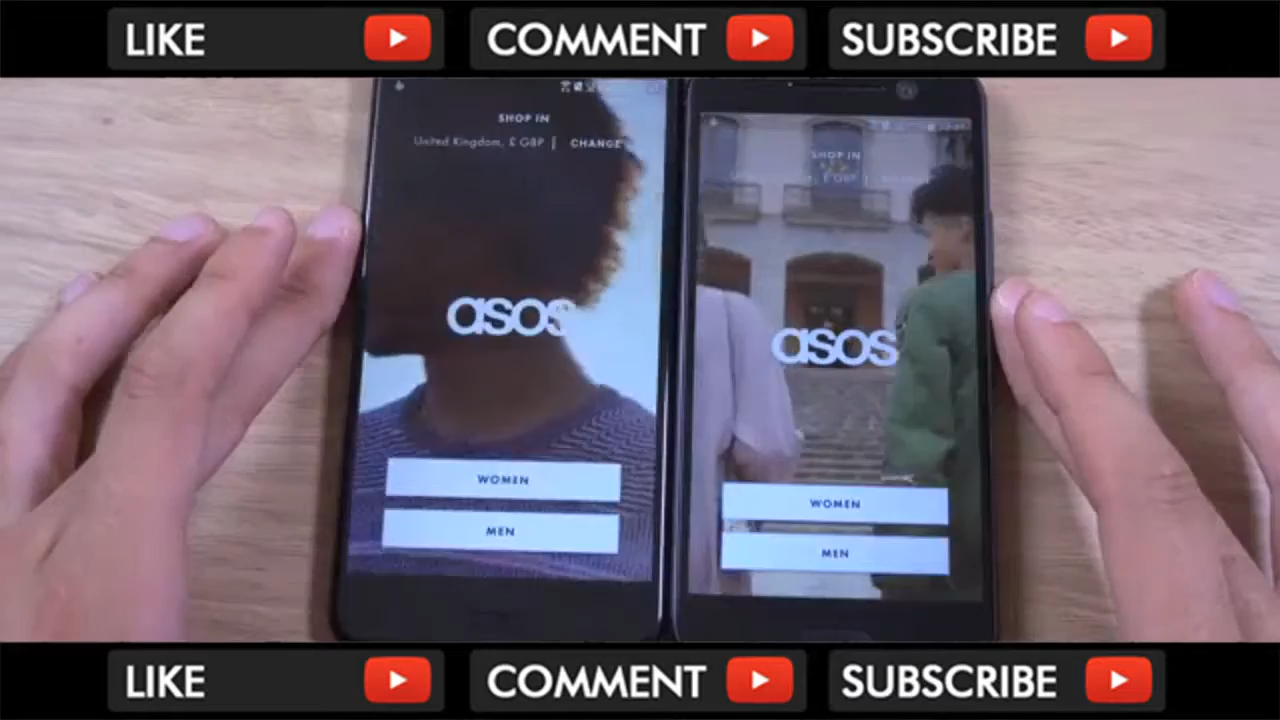 LIKE
COMMENT
SUBSCRIBE
SHOP IN
United Kingdom, £ GBP | CHANGE
asos
WOMEN
MEN
SHOP IN
£ GBP |
asos
WOMEN
MEN
LIKE
COMMENT
SUBSCRIBE